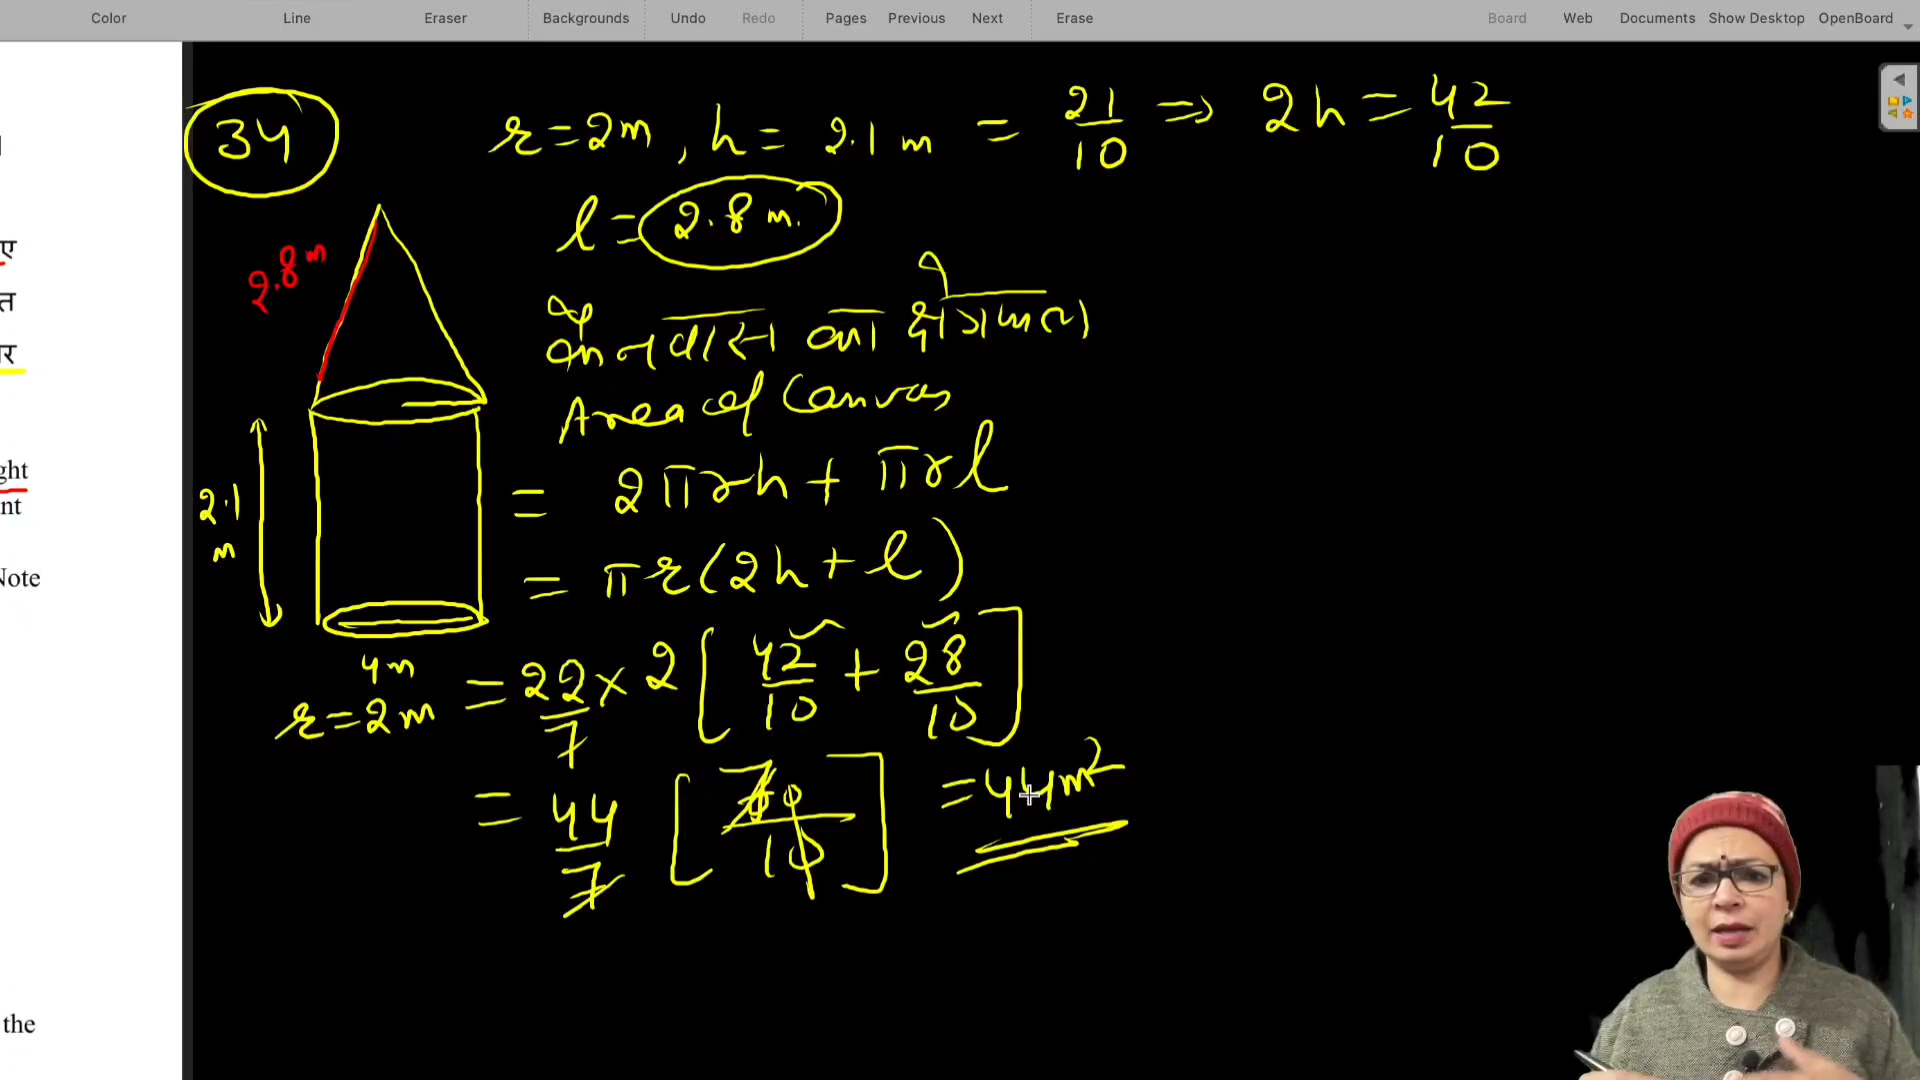 Color Line Eraser Backgrounds Undo Redo Pages Previous Next Erase Board Web Documents Show Desktop OpenBoard
34
r = 2m, h = 2.1 m = 21/10 ⇒ 2h = 42/10
l = 2.8 m.
2.8 m
कैनवास का क्षेत्रफल
Area of Canvas
= 2πrh + πrl
= πr(2h + l)
2.1 m
4m
r = 2m
= 22/7 × 2 [42/10 + 28/10]
= 44/7 [70/10] = 44m²
ए
त
र
ght
nt
Note
the